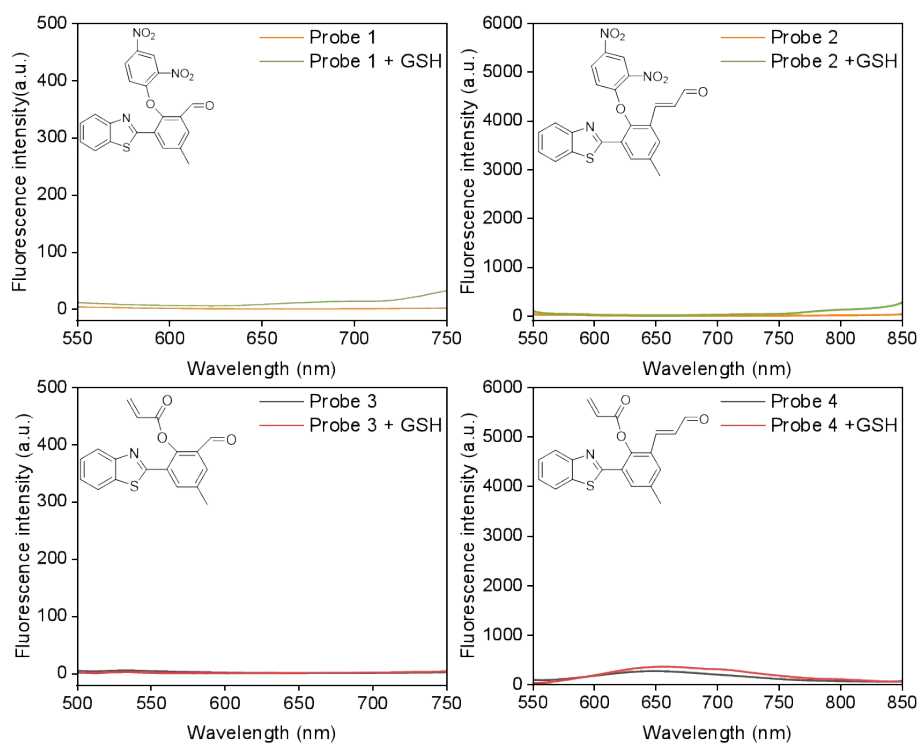 Fluorescence intensity(a.u.)
500
400
300
200
100
0
550
600
650
700
750
Wavelength (nm)
Probe 1
Probe 1 + GSH
NO₂
NO₂
O
O
N
S
Fluorescence intensity (a.u.)
6000
5000
4000
3000
2000
1000
0
550
600
650
700
750
800
850
Wavelength (nm)
Probe 2
Probe 2 +GSH
NO₂
NO₂
O
O
N
S
Fluorescence intensity (a.u.)
500
400
300
200
100
0
500
550
600
650
700
750
Wavelength (nm)
Probe 3
Probe 3 + GSH
O
O
O
N
S
Fluorescence intensity (a.u.)
6000
5000
4000
3000
2000
1000
0
550
600
650
700
750
800
850
Wavelength (nm)
Probe 4
Probe 4 +GSH
O
O
O
N
S